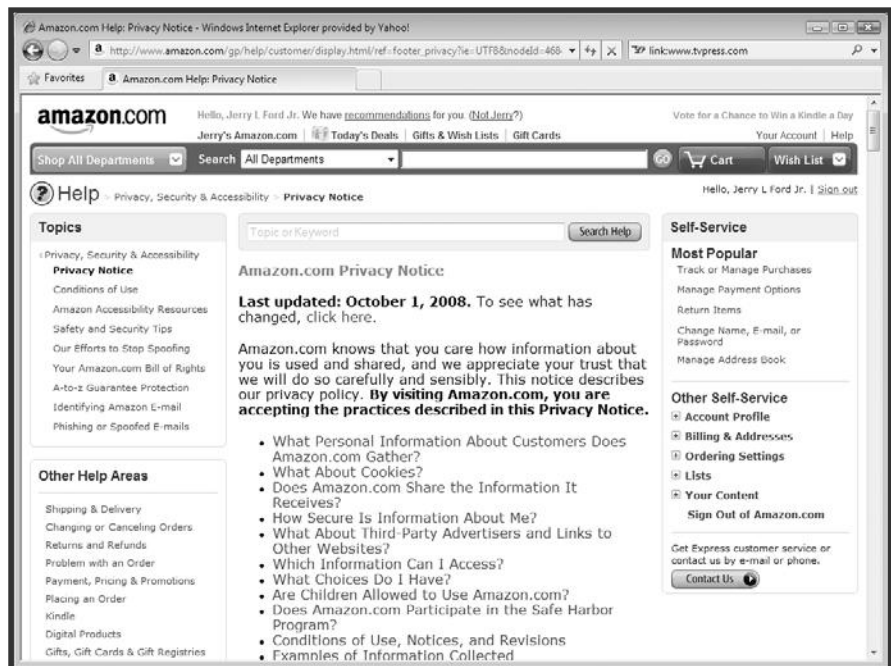 Amazon.com Help: Privacy Notice - Windows Internet Explorer provided by Yahoo!
http://www.amazon.com/gp/help/customer/display.html/ref=footer_privacy?ie=UTF8&nodeId=468
link:www.tvpress.com
Favorites
Amazon.com Help: Privacy Notice
amazon.com
Hello, Jerry L Ford Jr. We have recommendations for you. (Not Jerry?)
Vote for a Chance to Win a Kindle a Day
Jerry's Amazon.com | Today's Deals | Gifts & Wish Lists | Gift Cards
Your Account | Help
Shop All Departments
Search
All Departments
GO
Cart
Wish List
? Help > Privacy, Security & Accessibility > Privacy Notice
Hello, Jerry L Ford Jr. | Sign out
Topics
‹Privacy, Security & Accessibility
Privacy Notice
Conditions of Use
Amazon Accessibility Resources
Safety and Security Tips
Our Efforts to Stop Spoofing
Your Amazon.com Bill of Rights
A-to-z Guarantee Protection
Identifying Amazon E-mail
Phishing or Spoofed E-mails
Other Help Areas
Shipping & Delivery
Changing or Canceling Orders
Returns and Refunds
Problem with an Order
Payment, Pricing & Promotions
Placing an Order
Kindle
Digital Products
Gifts, Gift Cards & Gift Registries
Topic or Keyword
Search Help
Amazon.com Privacy Notice
Last updated: October 1, 2008. To see what has
changed, click here.
Amazon.com knows that you care how information about
you is used and shared, and we appreciate your trust that
we will do so carefully and sensibly. This notice describes
our privacy policy. By visiting Amazon.com, you are
accepting the practices described in this Privacy Notice.
• What Personal Information About Customers Does
Amazon.com Gather?
• What About Cookies?
• Does Amazon.com Share the Information It
Receives?
• How Secure Is Information About Me?
• What About Third-Party Advertisers and Links to
Other Websites?
• Which Information Can I Access?
• What Choices Do I Have?
• Are Children Allowed to Use Amazon.com?
• Does Amazon.com Participate in the Safe Harbor
Program?
• Conditions of Use, Notices, and Revisions
• Examples of Information Collected
Self-Service
Most Popular
Track or Manage Purchases
Manage Payment Options
Return Items
Change Name, E-mail, or
Password
Manage Address Book
Other Self-Service
Account Profile
Billing & Addresses
Ordering Settings
Lists
Your Content
Sign Out of Amazon.com
Get Express customer service or
contact us by e-mail or phone.
Contact Us